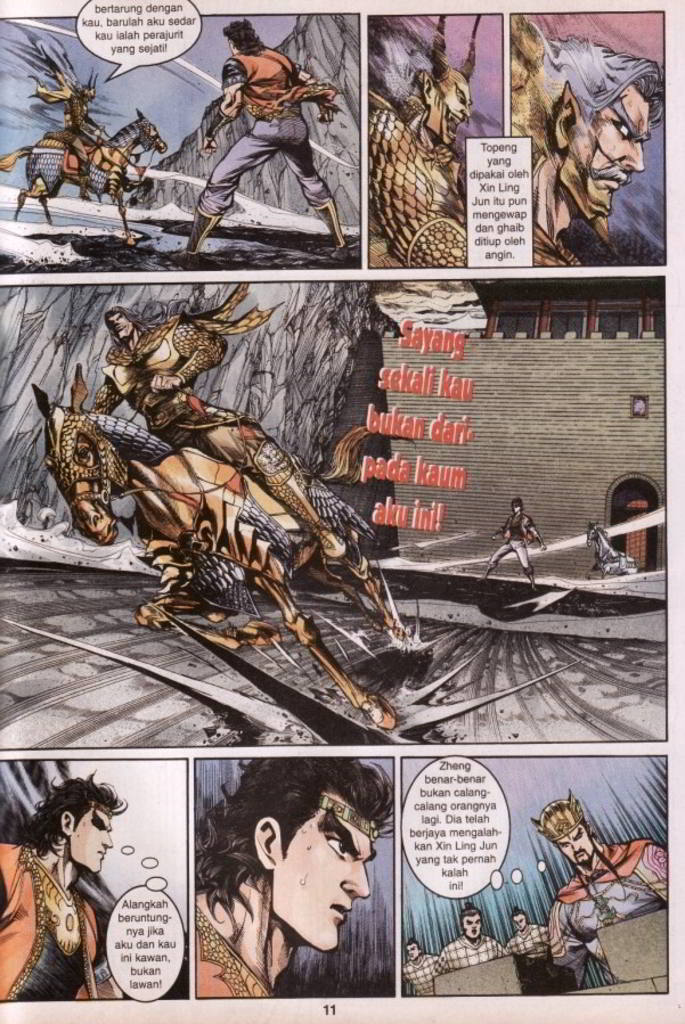 bertarung dengan
kau, barulah aku sedar
kau ialah perajurit
yang sejati!
Topeng
yang
dipakai oleh
Xin Ling
Jun itu pun
mengewap
dan ghaib
ditiup oleh
angin.
Sayang
sekali kau
bukan dari-
pada kaum
aku ini!
Alangkah
beruntung-
nya jika
aku dan kau
ini kawan,
bukan
lawan!
Zheng
benar-benar
bukan calang-
calang orangnya
lagi. Dia telah
berjaya mengalah-
kan Xin Ling Jun
yang tak pernah
kalah
ini!
11